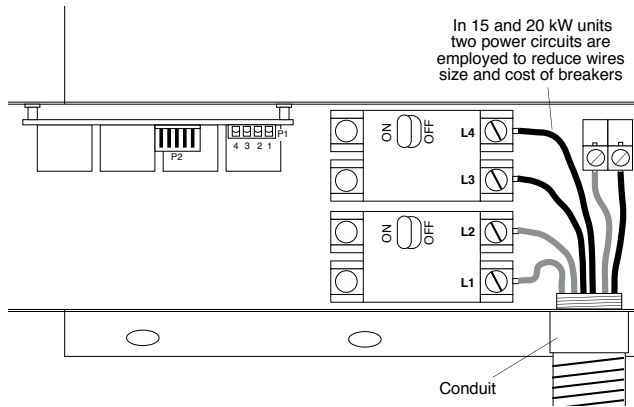 In 15 and 20 kW units
two power circuits are
employed to reduce wires
size and cost of breakers
ON
OFF
L4
P1
4 3 2 1
P2
L3
ON
OFF
L2
L1
Conduit